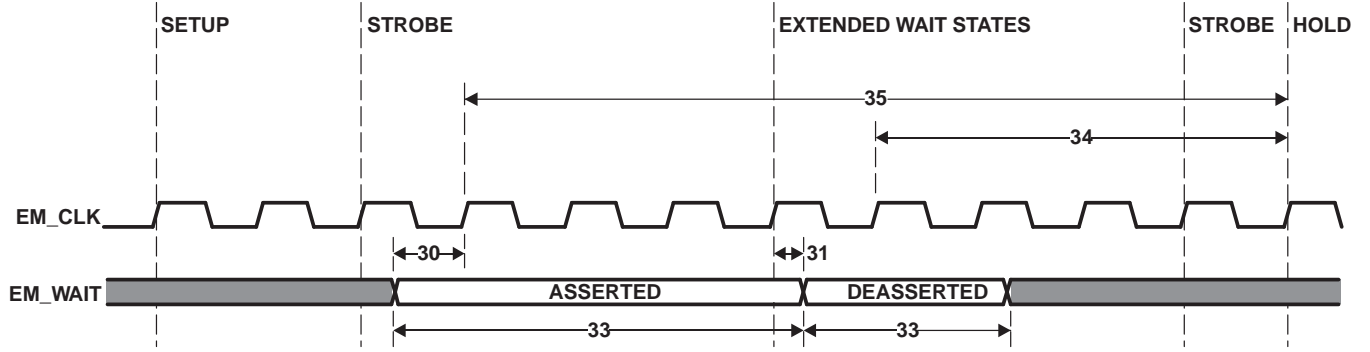 SETUP STROBE EXTENDED WAIT STATES STROBE HOLD
35
34
EM_CLK
30 31
EM_WAIT ASSERTED DEASSERTED
33 33